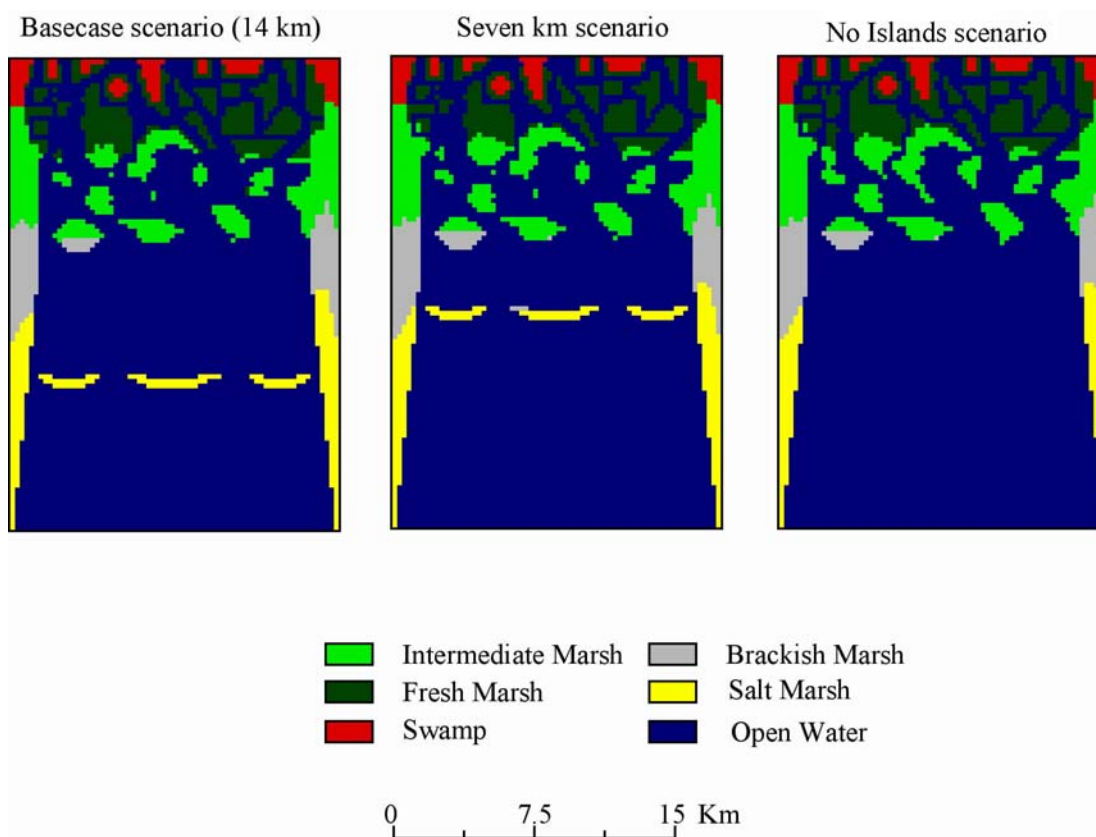 Basecase scenario (14 km)
Seven km scenario
No Islands scenario
Intermediate Marsh
Brackish Marsh
Fresh Marsh
Salt Marsh
Swamp
Open Water
0 7.5 15 Km